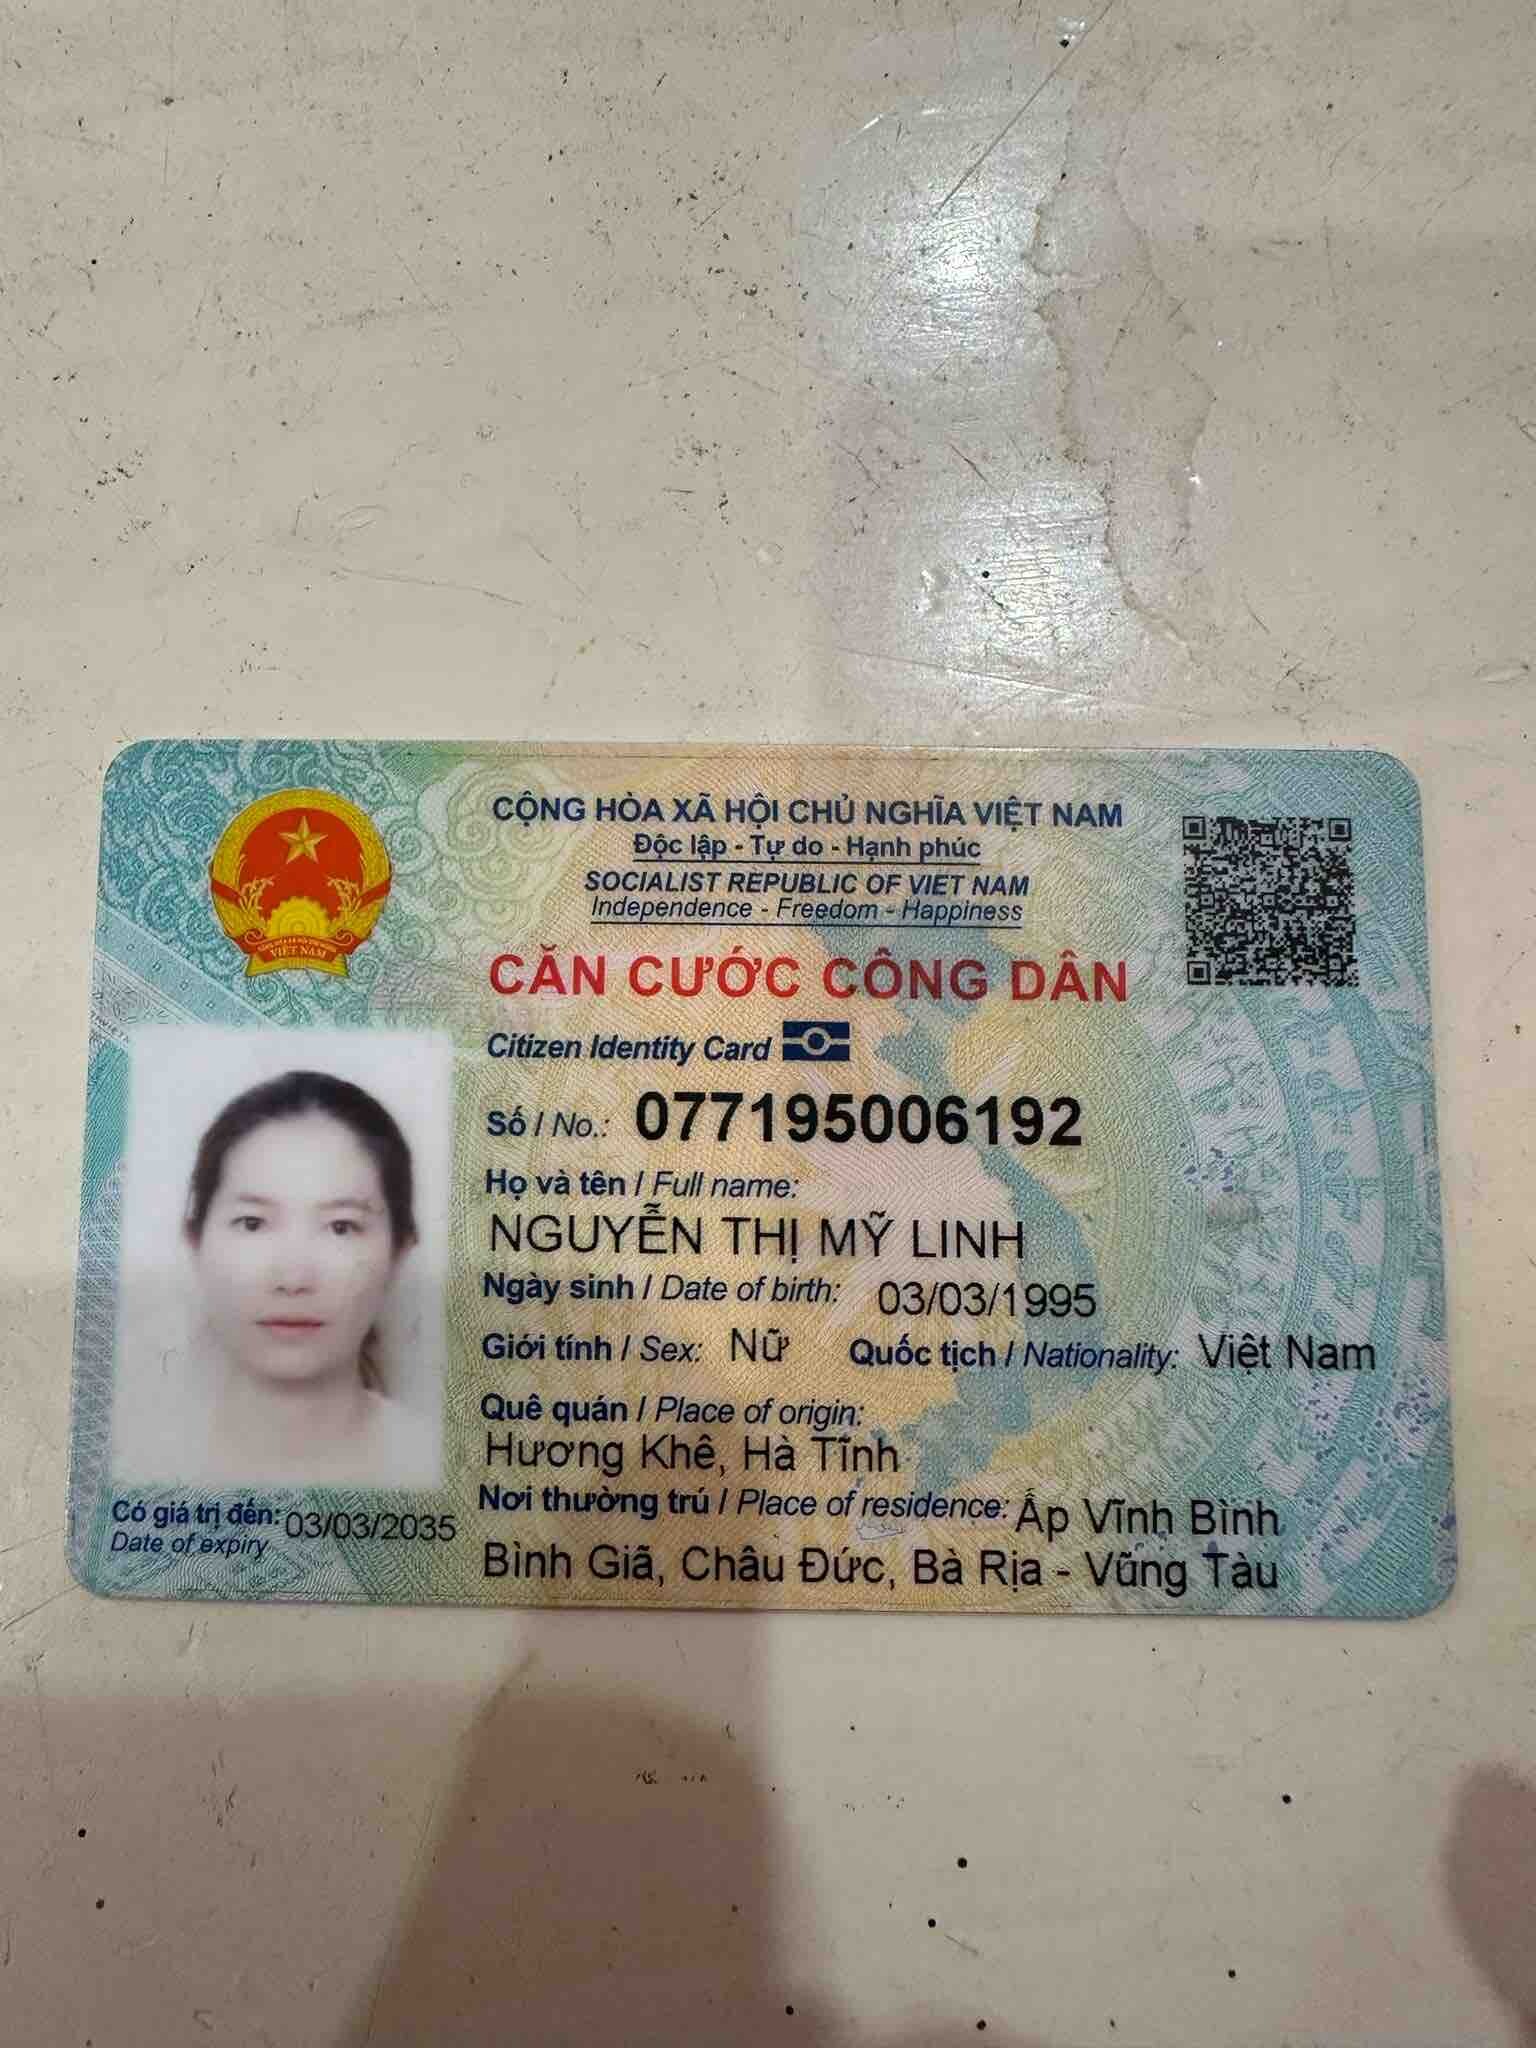 CỘNG HÒA XÃ HỘI CHỦ NGHĨA VIỆT NAM
Độc lập - Tự do - Hạnh phúc
SOCIALIST REPUBLIC OF VIET NAM
Independence - Freedom - Happiness
CĂN CƯỚC CÔNG DÂN
Citizen Identity Card
Số / No.: 077195006192
Họ và tên / Full name:
NGUYỄN THỊ MỸ LINH
Ngày sinh / Date of birth: 03/03/1995
Giới tính / Sex: Nữ Quốc tịch / Nationality: Việt Nam
Quê quán / Place of origin:
Hương Khê, Hà Tĩnh
Nơi thường trú / Place of residence: Ấp Vĩnh Bình
Bình Giã, Châu Đức, Bà Rịa - Vũng Tàu
Có giá trị đến: 03/03/2035
Date of expiry
VIỆT NAM